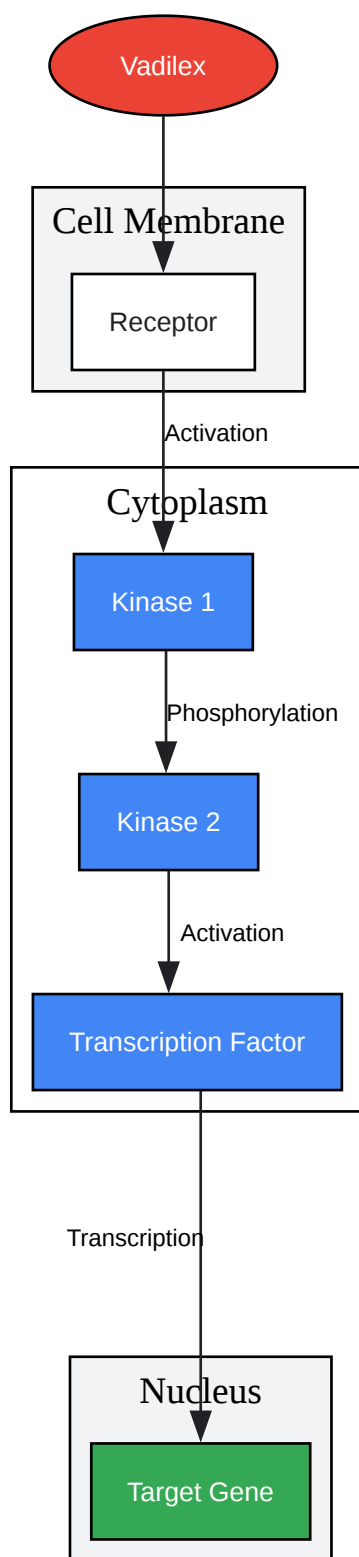 Vadilex
Cell Membrane
Receptor
Activation
Cytoplasm
Kinase 1
Phosphorylation
Kinase 2
Activation
Transcription Factor
Transcription
Nucleus
Target Gene